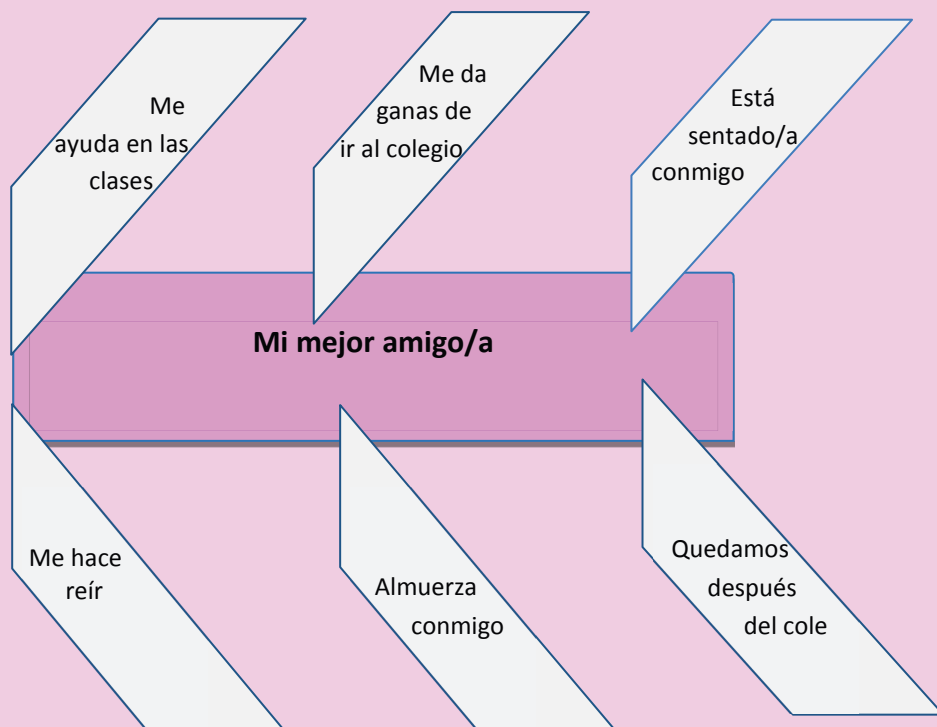 Me
ayuda en las
clases
Me da
ganas de
ir al colegio
Está
sentado/a
conmigo
Mi mejor amigo/a
Me hace
reír
Almuerza
conmigo
Quedamos
después
del cole